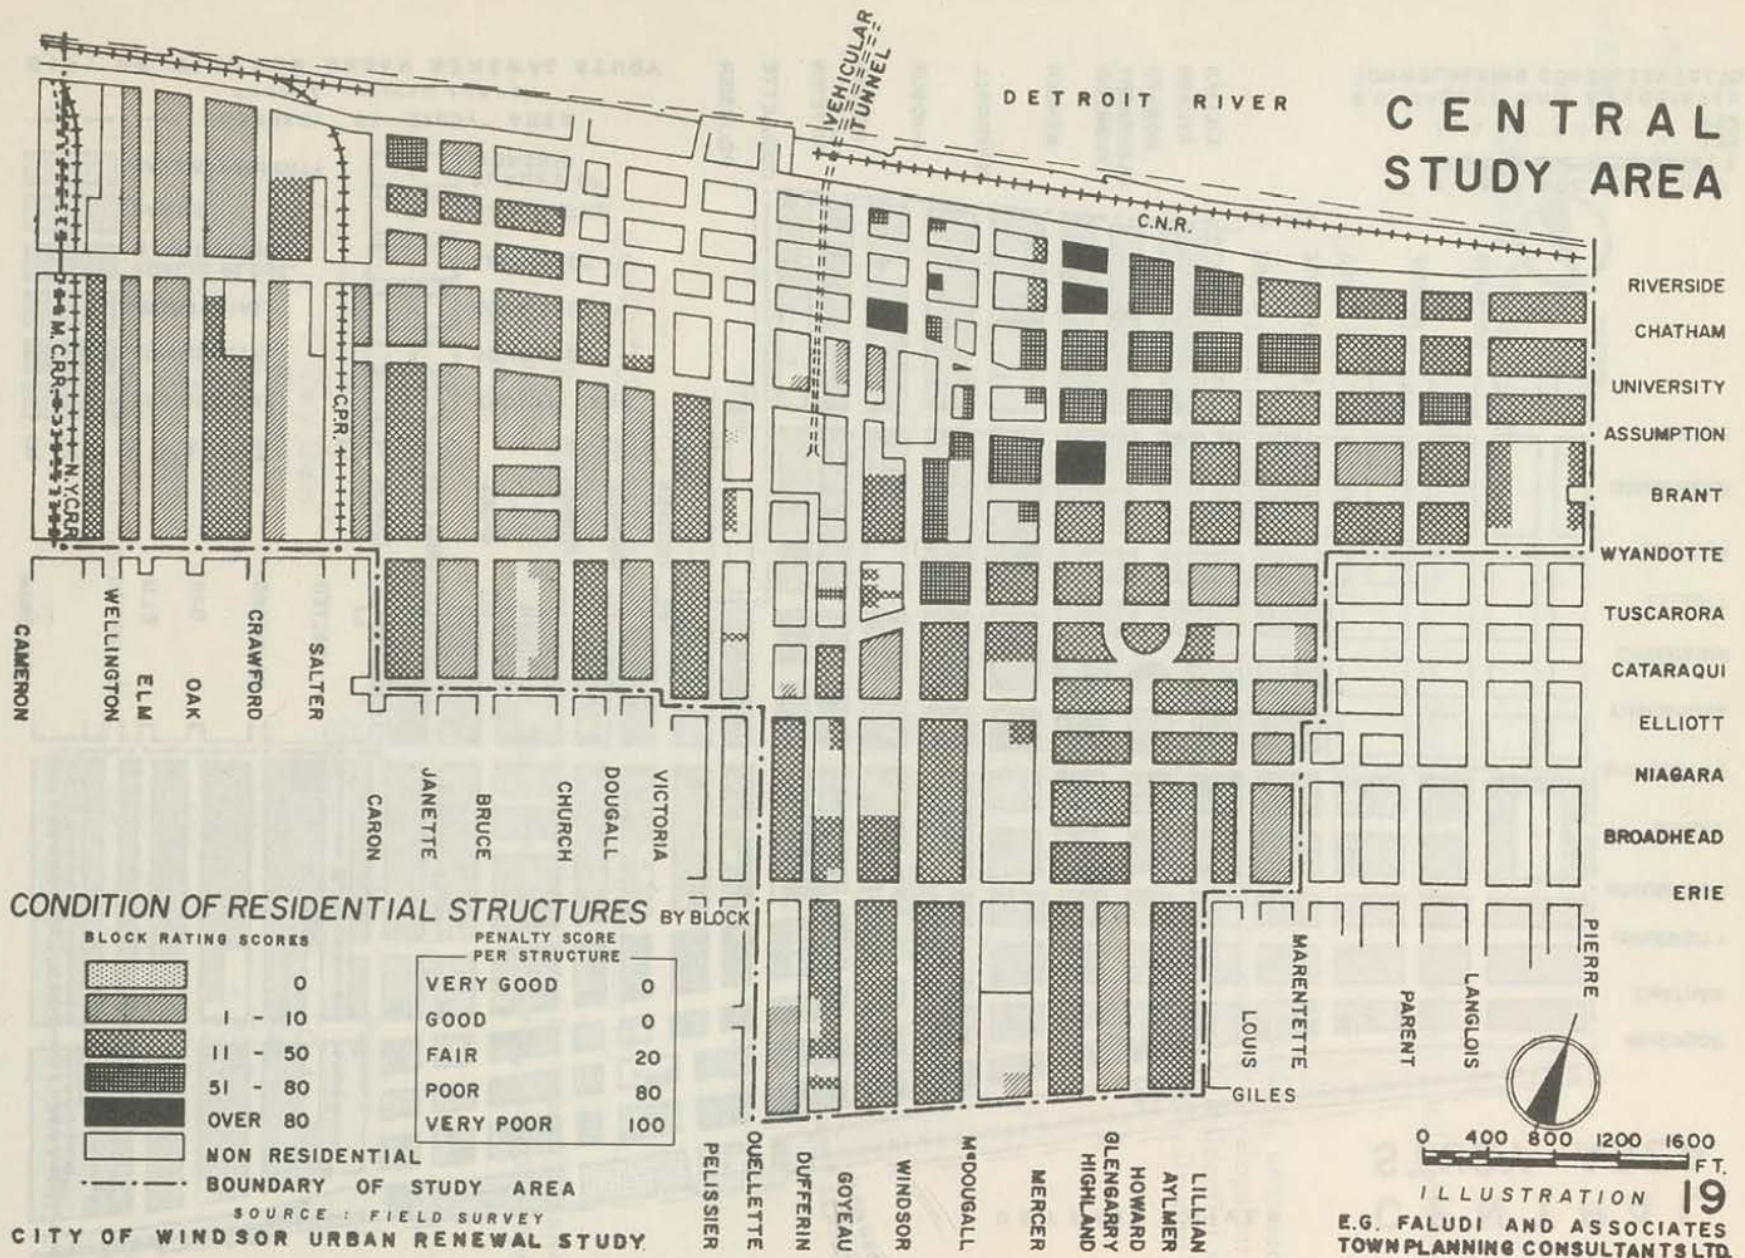 VEHICULAR
TUNNEL
DETROIT RIVER
CENTRAL
STUDY AREA
C.N.R.
RIVERSIDE
CHATHAM
UNIVERSITY
ASSUMPTION
BRANT
WYANDOTTE
TUSCARORA
CATARAQUI
ELLIOTT
NIAGARA
BROADHEAD
ERIE
M.C.R.R.
N.Y.C.R.R.
C.P.R.
CAMERON
WELLINGTON
ELM
OAK
CRAWFORD
SALTER
CARON
JANETTE
BRUCE
CHURCH
DOUGALL
VICTORIA
PELISSIER
OUELLETTE
DUFFERIN
GOYEAU
WINDSOR
McDOUGALL
MERCER
HIGHLAND
GLENGARRY
HOWARD
AYLMER
LILLIAN
GILES
LOUIS
MARENTETTE
PARENT
LANGLOIS
PIERRE
CONDITION OF RESIDENTIAL STRUCTURES BY BLOCK
BLOCK RATING SCORES
0
1 - 10
11 - 50
51 - 80
OVER 80
NON RESIDENTIAL
BOUNDARY OF STUDY AREA
PENALTY SCORE
PER STRUCTURE
VERY GOOD 0
GOOD 0
FAIR 20
POOR 80
VERY POOR 100
SOURCE : FIELD SURVEY
CITY OF WINDSOR URBAN RENEWAL STUDY.
0 400 800 1200 1600
FT.
ILLUSTRATION 19
E.G. FALUDI AND ASSOCIATES
TOWN PLANNING CONSULTANTS LTD.